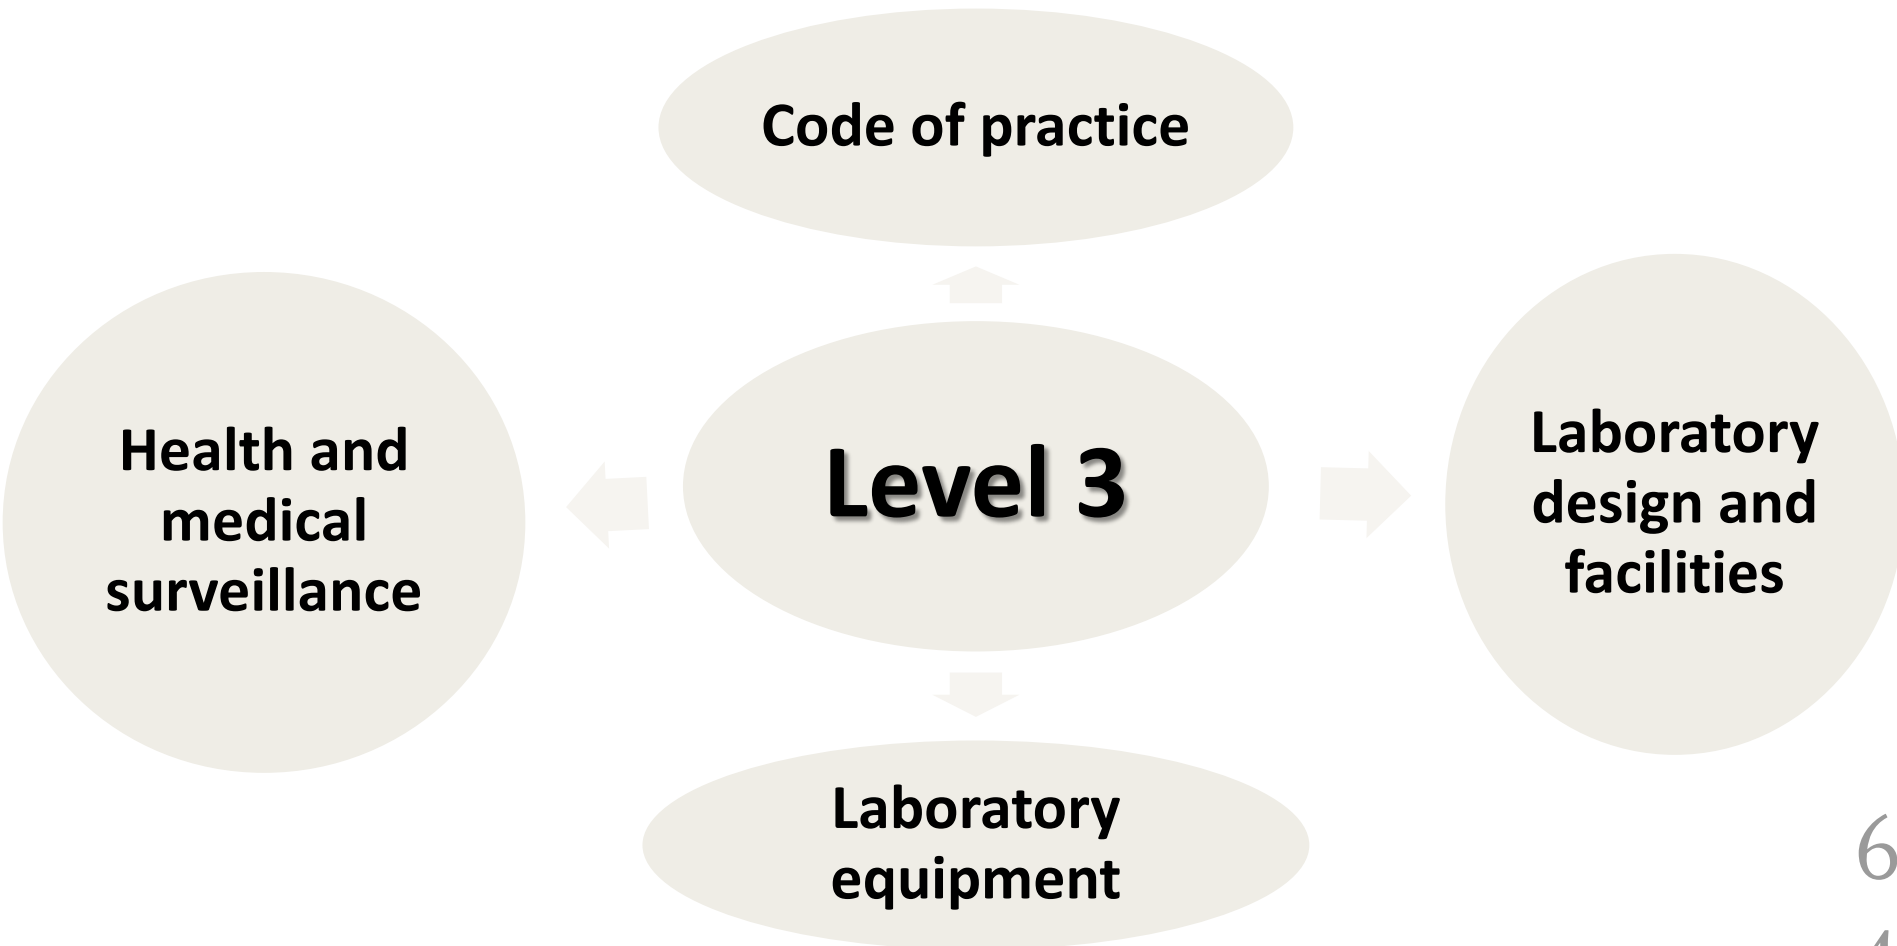 Code of practice
Health and
medical
surveillance
Level 3
Laboratory
design and
facilities
Laboratory
equipment
6